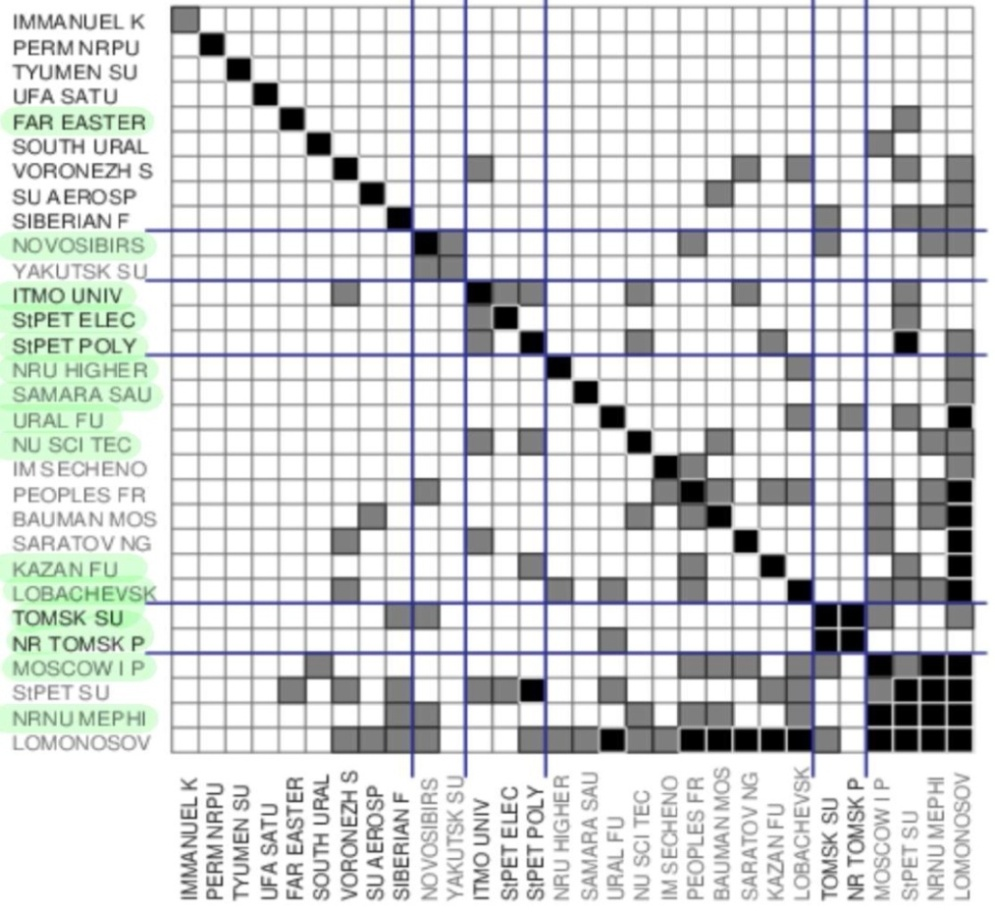 IMMANUEL K
PERM NRPU
TYUMEN SU
UFA SATU
FAR EASTER
SOUTH URAL
VORONEZH S
SU AEROSP
SIBERIAN F
NOVOSIBIRS
YAKUTSK SU
ITMO UNIV
StPET ELEC
StPET POLY
NRU HIGHER
SAMARA SAU
URAL FU
NU SCI TEC
IM SECHENO
PEOPLES FR
BAUMAN MOS
SARATOV NG
KAZAN FU
LOBACHEVSK
TOMSK SU
NR TOMSK P
MOSCOW I P
StPET SU
NRNU MEPHI
LOMONOSOV
IMMANUEL K
PERM NRPU
TYUMEN SU
UFA SATU
FAR EASTER
SOUTH URAL
VORONEZH S
SU AEROSP
SIBERIAN F
NOVOSIBIRS
YAKUTSK SU
ITMO UNIV
StPET ELEC
StPET POLY
NRU HIGHER
SAMARA SAU
URAL FU
NU SCI TEC
IM SECHENO
PEOPLES FR
BAUMAN MOS
SARATOV NG
KAZAN FU
LOBACHEVSK
TOMSK SU
NR TOMSK P
MOSCOW I P
StPET SU
NRNU MEPHI
LOMONOSOV